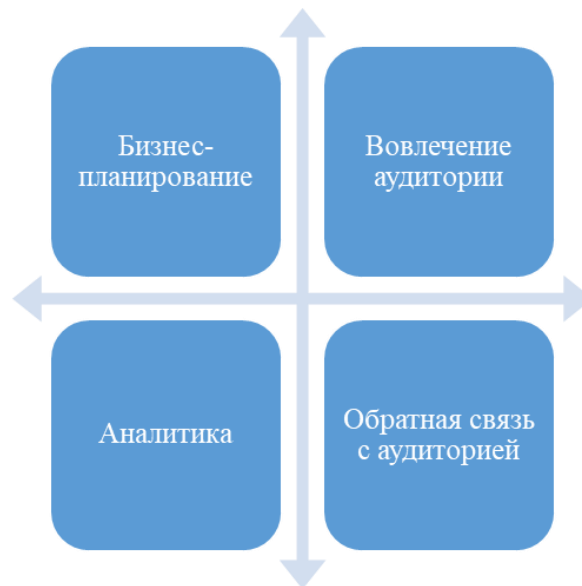 Бизнес-
планирование
Вовлечение
аудитории
Аналитика
Обратная связь
с аудиторией